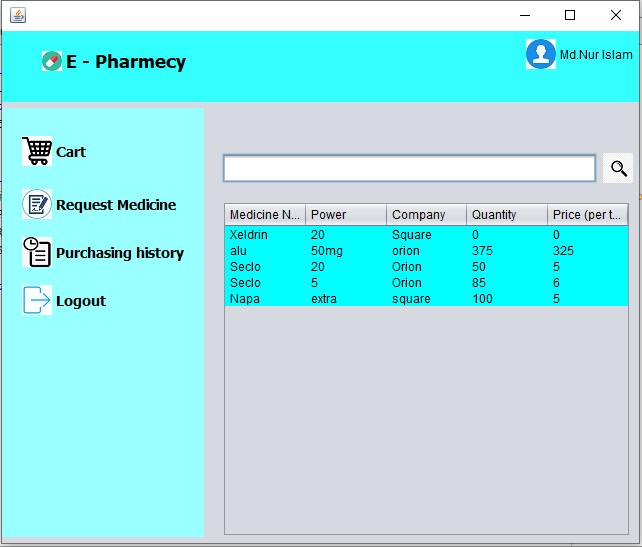 E - Pharmecy
Md.Nur Islam
Cart
Request Medicine
Purchasing history
Logout
Medicine N... Power Company Quantity Price (per t...
Xeldrin 20 Square 0 0
alu 50mg orion 375 325
Seclo 20 Orion 50 5
Seclo 5 Orion 85 6
Napa extra square 100 5